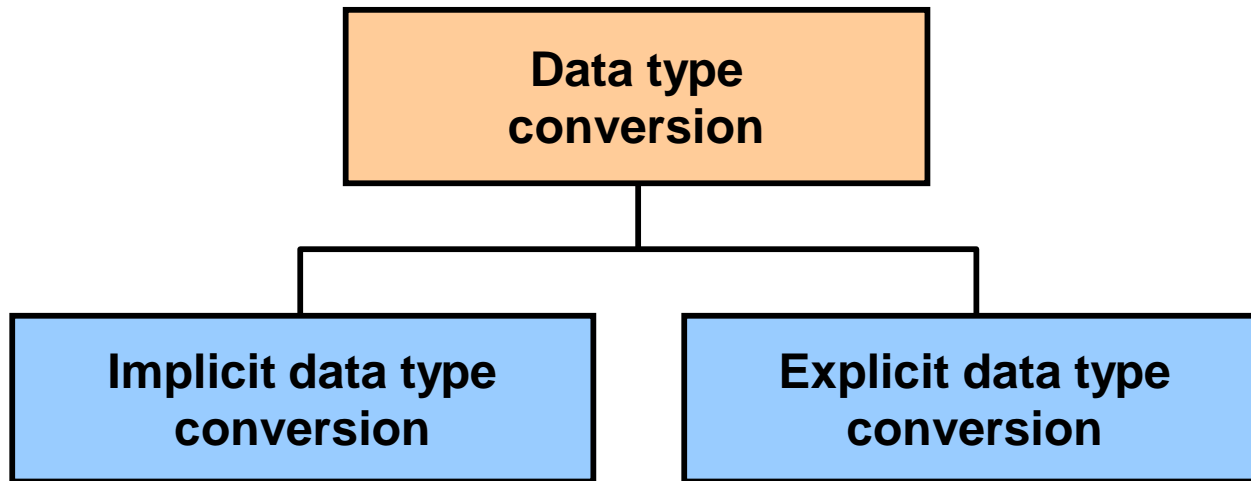 Data type
conversion
Implicit data type
conversion
Explicit data type
conversion